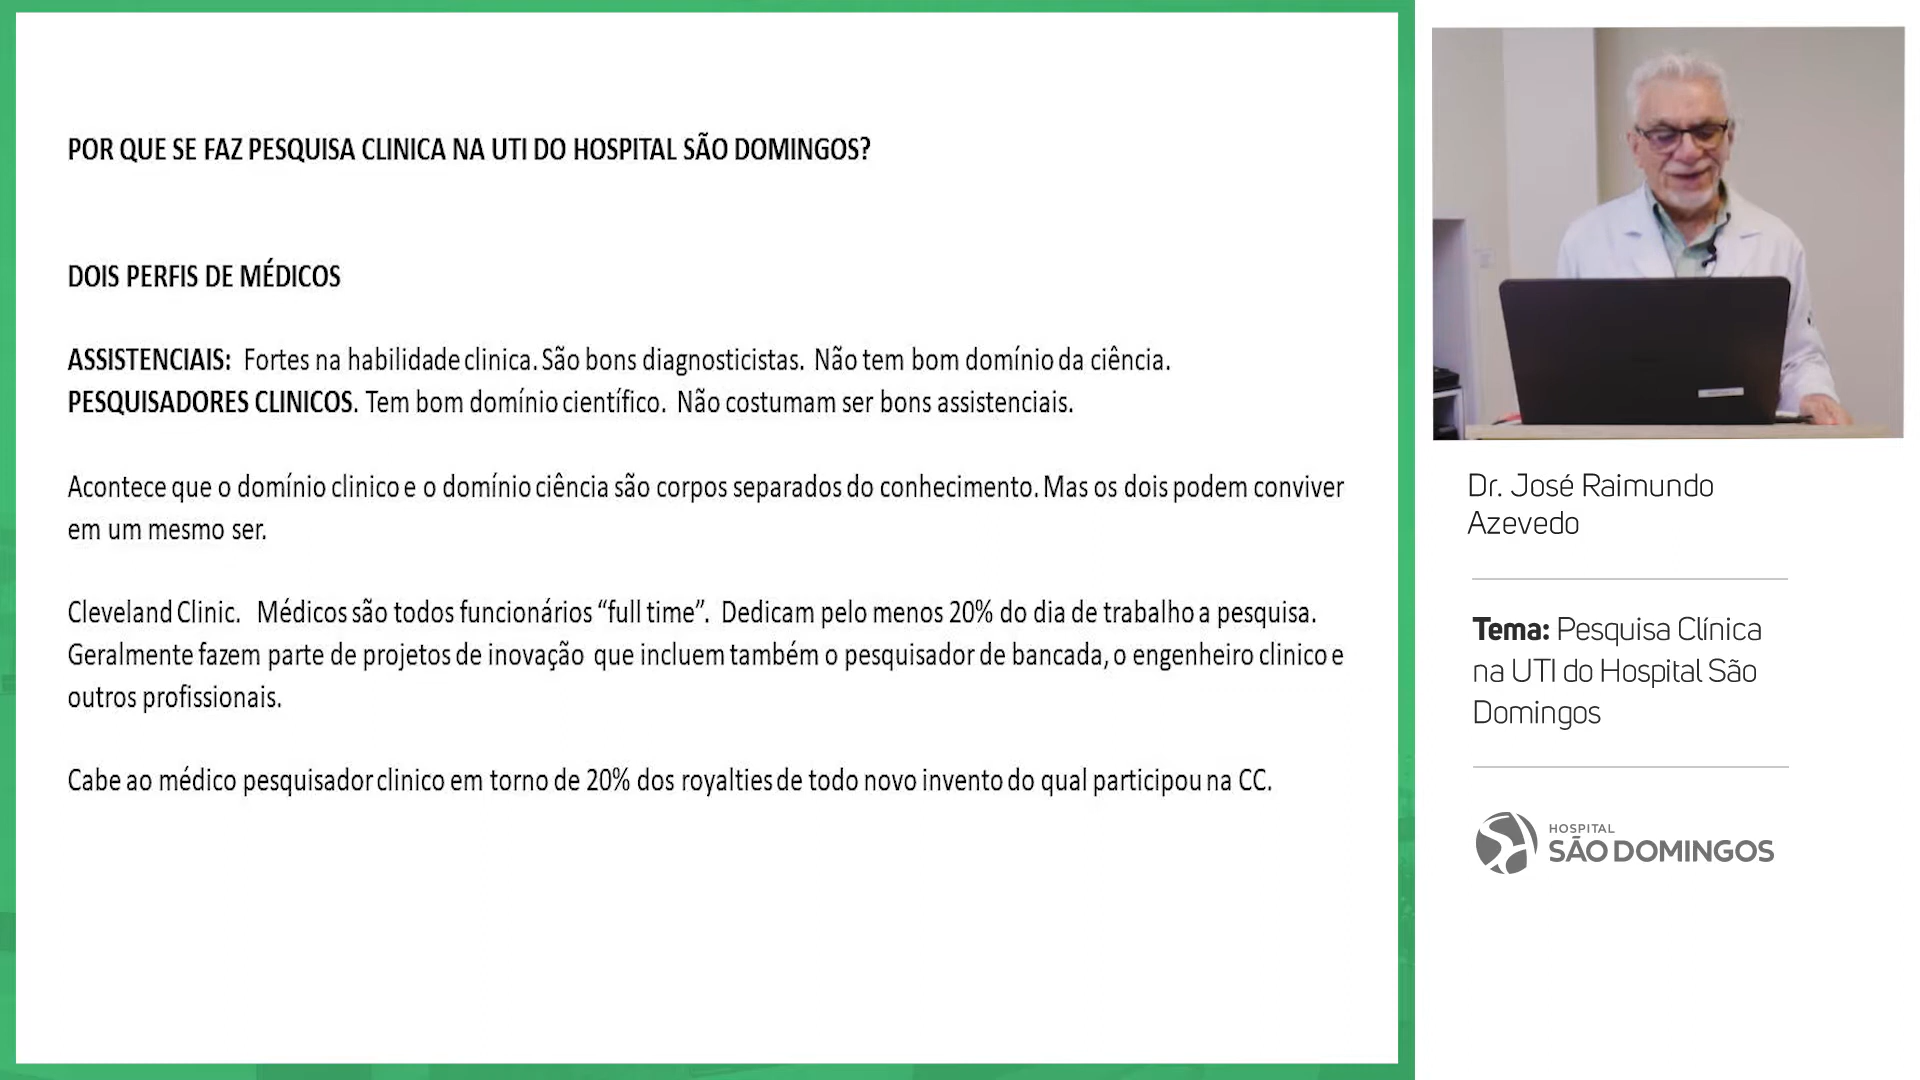 POR QUE SE FAZ PESQUISA CLINICA NA UTI DO HOSPITAL SÃO DOMINGOS?
DOIS PERFIS DE MÉDICOS
ASSISTENCIAIS: Fortes na habilidade clinica. São bons diagnosticistas. Não tem bom domínio da ciência.
PESQUISADORES CLINICOS. Tem bom domínio científico. Não costumam ser bons assistenciais.
Acontece que o domínio clinico e o domínio ciência são corpos separados do conhecimento. Mas os dois podem conviver
em um mesmo ser.
Cleveland Clinic. Médicos são todos funcionários “full time”. Dedicam pelo menos 20% do dia de trabalho a pesquisa.
Geralmente fazem parte de projetos de inovação que incluem também o pesquisador de bancada, o engenheiro clinico e
outros profissionais.
Cabe ao médico pesquisador clinico em torno de 20% dos royalties de todo novo invento do qual participou na CC.
Dr. José Raimundo
Azevedo
Tema: Pesquisa Clínica
na UTI do Hospital São
Domingos
HOSPITAL
SÃO DOMINGOS